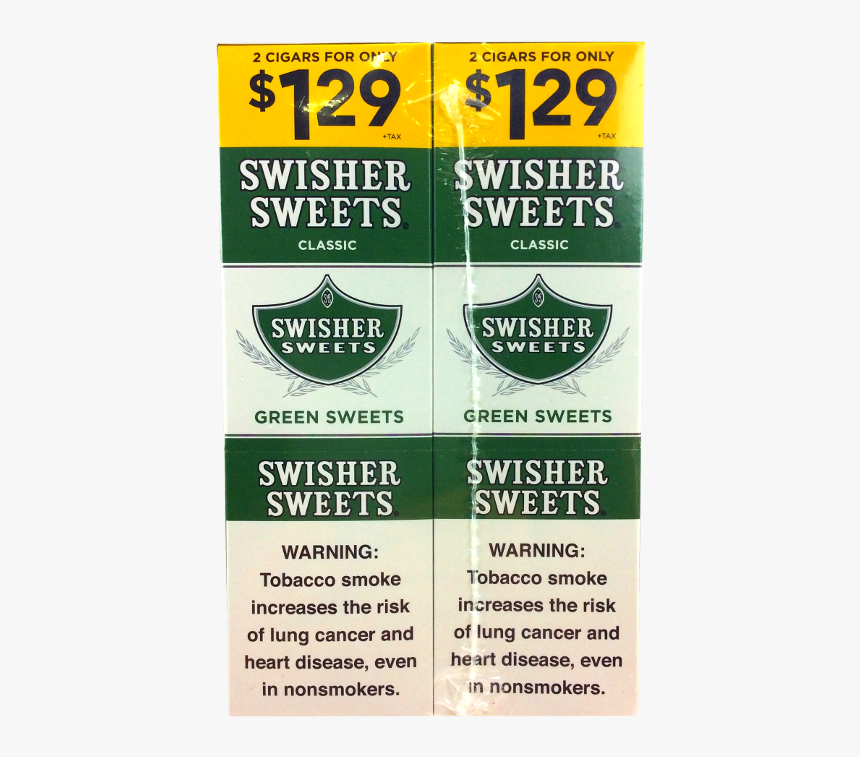 2 CIGARS FOR ONLY
$129
+TAX
SWISHER
SWEETS
CLASSIC
SWISHER
SWEETS
GREEN SWEETS
SWISHER
SWEETS
WARNING:
Tobacco smoke
increases the risk
of lung cancer and
heart disease, even
in nonsmokers.
2 CIGARS FOR ONLY
$129
+TAX
SWISHER
SWEETS
CLASSIC
SWISHER
SWEETS
GREEN SWEETS
SWISHER
SWEETS
WARNING:
Tobacco smoke
increases the risk
of lung cancer and
heart disease, even
in nonsmokers.